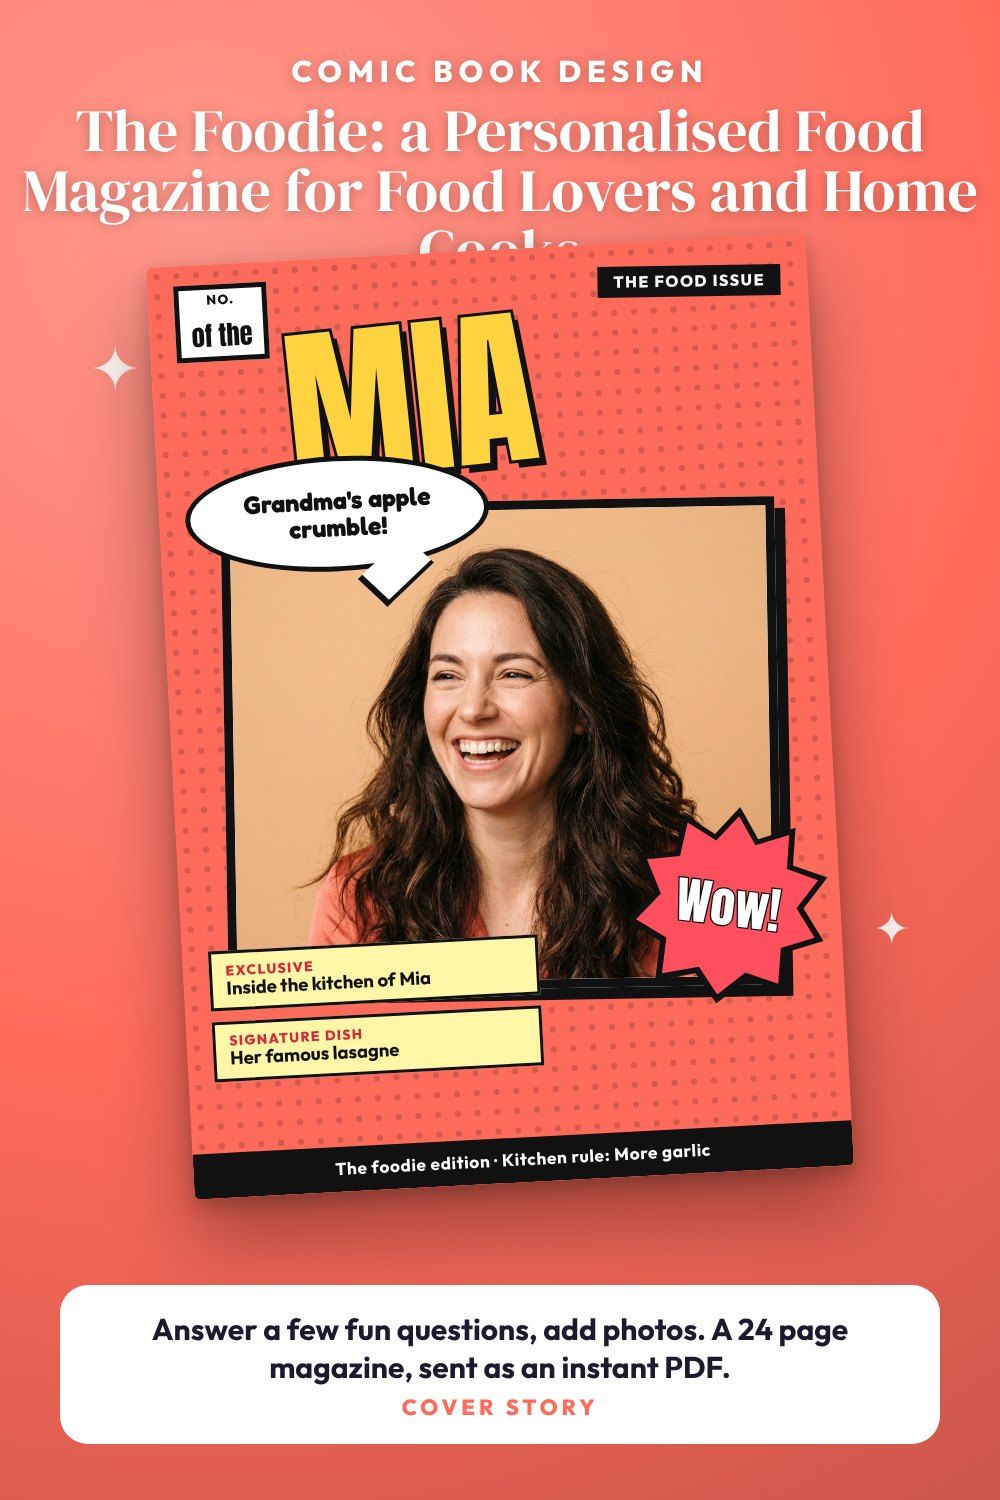 COMIC BOOK DESIGN
The Foodie: a Personalised Food
Magazine for Food Lovers and Home
Cooks
THE FOOD ISSUE
NO.
of the
MIA
Grandma's apple
crumble!
Wow!
EXCLUSIVE
Inside the kitchen of Mia
SIGNATURE DISH
Her famous lasagne
The foodie edition · Kitchen rule: More garlic
Answer a few fun questions, add photos. A 24 page
magazine, sent as an instant PDF.
COVER STORY